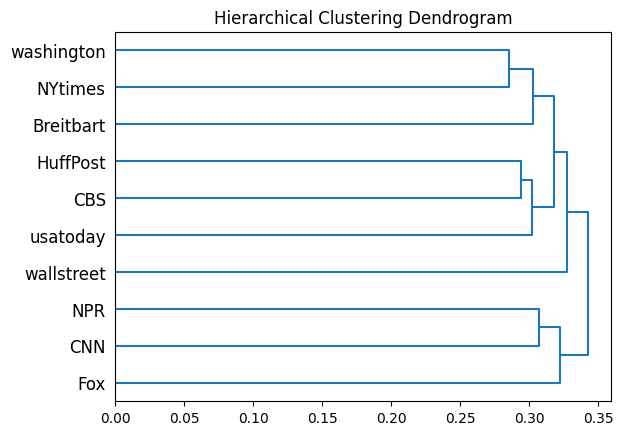 Hierarchical Clustering Dendrogram
washington
NYtimes
Breitbart
HuffPost
CBS
usatoday
wallstreet
NPR
CNN
Fox
0.00 0.05 0.10 0.15 0.20 0.25 0.30 0.35